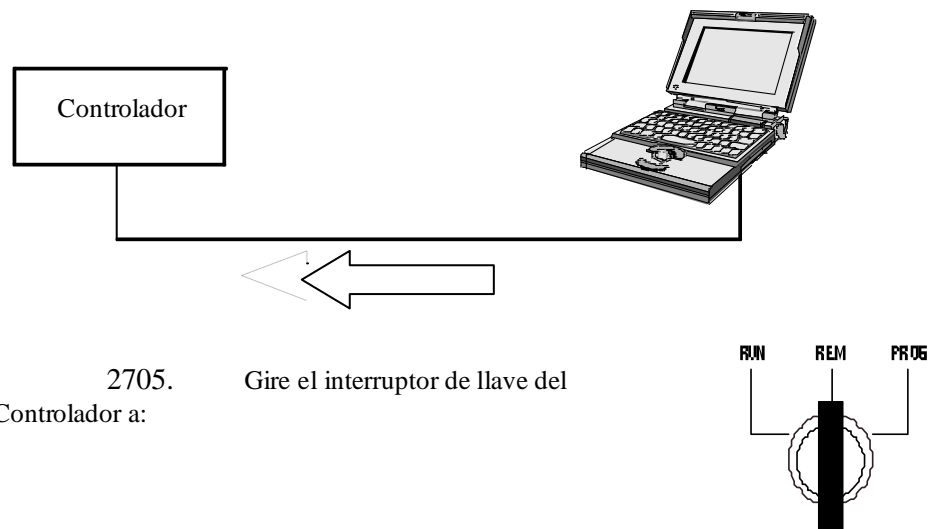 Controlador
RUN REM PROG
2705. Gire el interruptor de llave del
Controlador a: